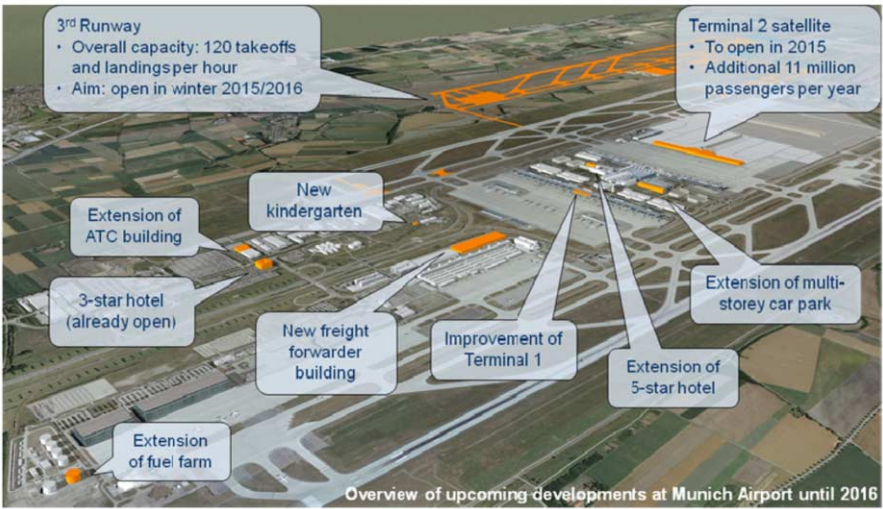 3rd Runway
• Overall capacity: 120 takeoffs
and landings per hour
• Aim: open in winter 2015/2016
Terminal 2 satellite
• To open in 2015
• Additional 11 million
passengers per year
New
kindergarten
Extension of
ATC building
3-star hotel
(already open)
New freight
forwarder
building
Improvement of
Terminal 1
Extension of
5-star hotel
Extension of multi-
storey car park
Extension
of fuel farm
Overview of upcoming developments at Munich Airport until 2016